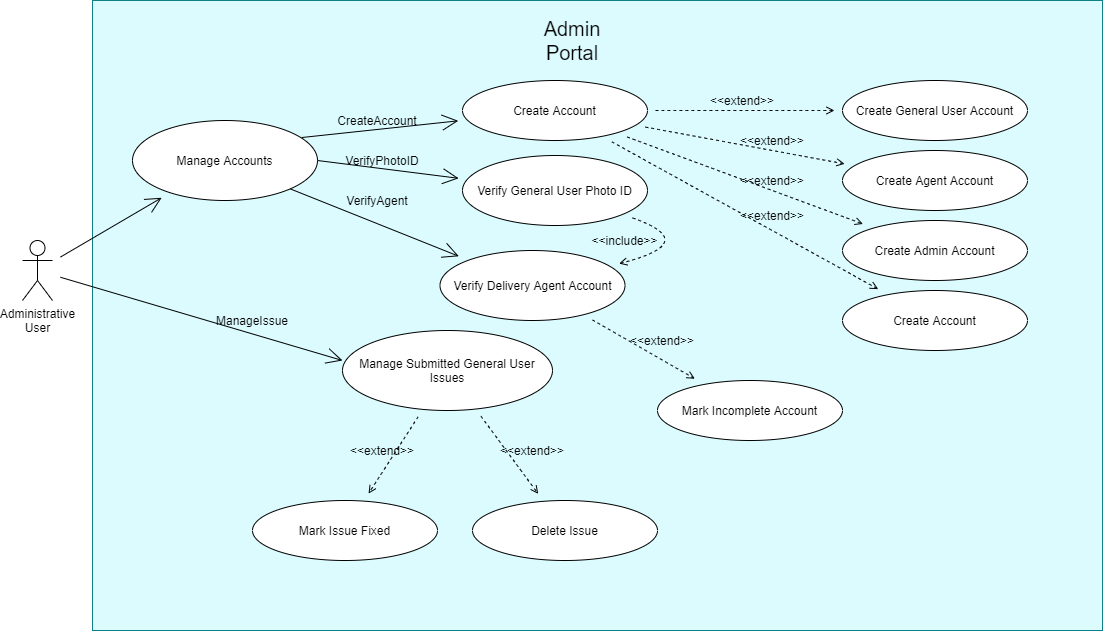 Admin
Portal
Create Account
<<extend>>
Create General User Account
CreateAccount
Manage Accounts
VerifyPhotoID
<<extend>>
Verify General User Photo ID
<<extend>>
Create Agent Account
VerifyAgent
<<extend>>
<<include>>
Create Admin Account
Administrative
User
Verify Delivery Agent Account
ManageIssue
Create Account
<<extend>>
Manage Submitted General User
Issues
Mark Incomplete Account
<<extend>>
<<extend>>
Mark Issue Fixed
Delete Issue